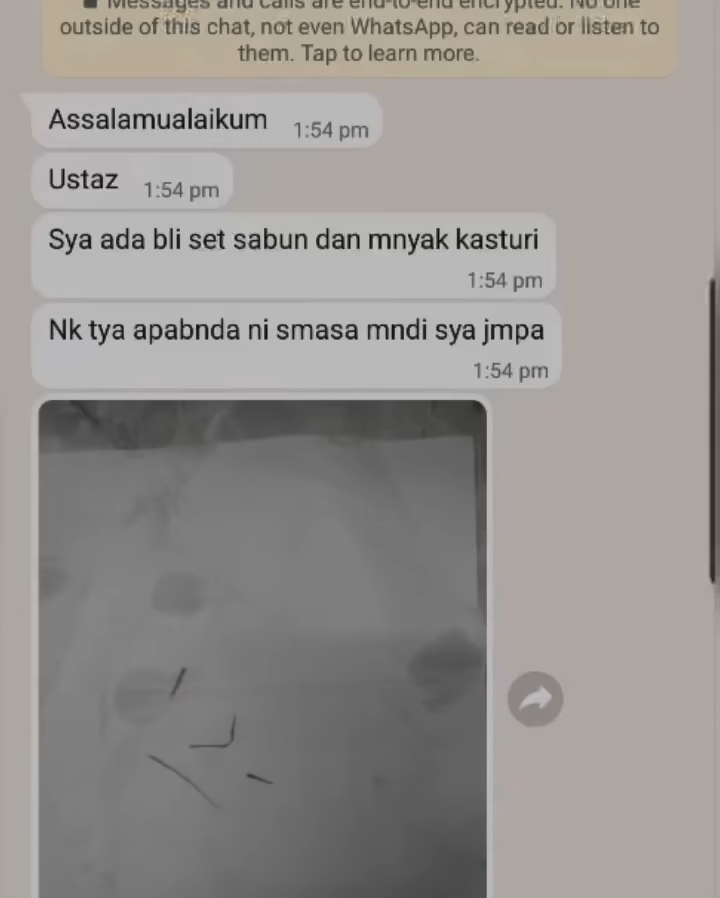 Messages and calls are end-to-end encrypted. No one
outside of this chat, not even WhatsApp, can read or listen to
them. Tap to learn more.
Assalamualaikum 1:54 pm
Ustaz 1:54 pm
Sya ada bli set sabun dan mnyak kasturi
1:54 pm
Nk tya apabnda ni smasa mndi sya jmpa
1:54 pm